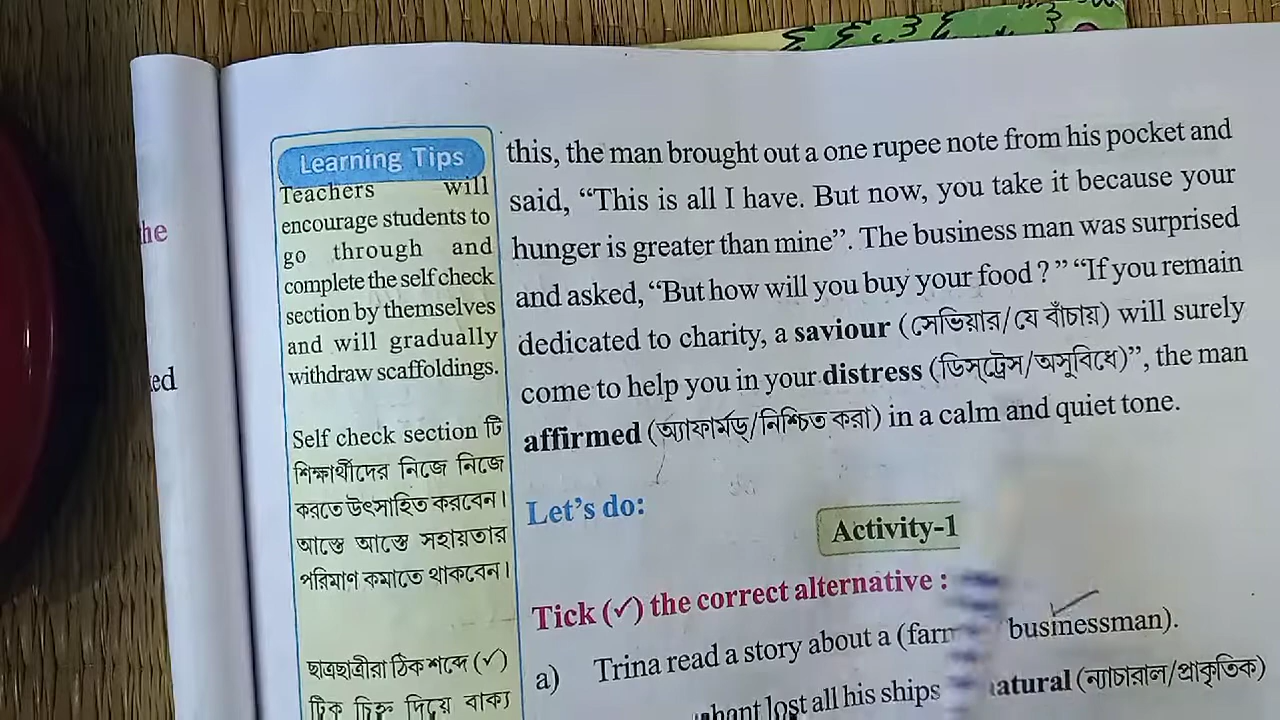 Learning Tips
Teachers will
encourage students to
go through and
complete the self check
section by themselves
and will gradually
withdraw scaffoldings.
Self check section টি
শিক্ষার্থীদের নিজে নিজে
করতে উৎসাহিত করবেন।
আস্তে আস্তে সহায়তার
পরিমাণ কমাতে থাকবেন।
ছাত্রছাত্রীরা ঠিক শব্দে (✓)
টিক চিহ্ন দিয়ে বাক্য
this, the man brought out a one rupee note from his pocket and
said, “This is all I have. But now, you take it because your
hunger is greater than mine”. The business man was surprised
and asked, “But how will you buy your food ? ” “If you remain
dedicated to charity, a saviour (সেভিয়ার/যে বাঁচায়) will surely
come to help you in your distress (ডিস্ট্রেস/অসুবিধে)”, the man
affirmed (অ্যাফার্মড্/নিশ্চিত করা) in a calm and quiet tone.
Let’s do:
Activity-1
Tick (✓) the correct alternative :
a) Trina read a story about a (farm businessman).
lost all his ships natural (ন্যাচারাল/প্রাকৃতিক)
he
ed